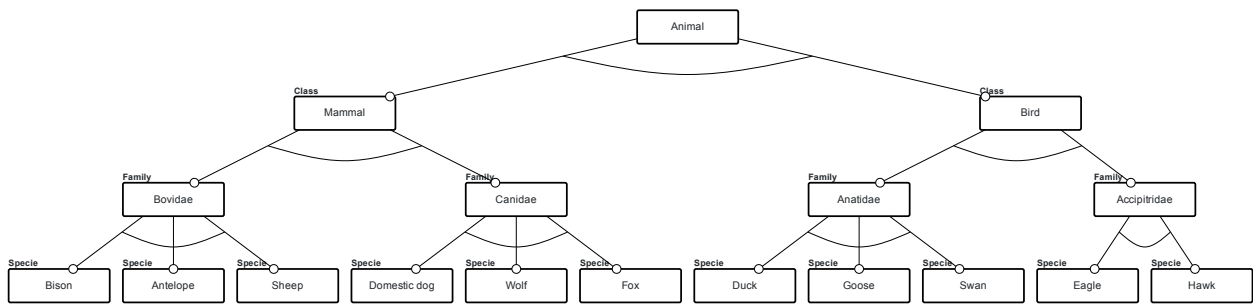 Animal
Class
Class
Mammal
Bird
Family
Family
Family
Family
Bovidae
Canidae
Anatidae
Accipitridae
Specie
Specie
Specie
Specie
Specie
Specie
Specie
Specie
Specie
Specie
Specie
Bison
Antelope
Sheep
Domestic dog
Wolf
Fox
Duck
Goose
Swan
Eagle
Hawk